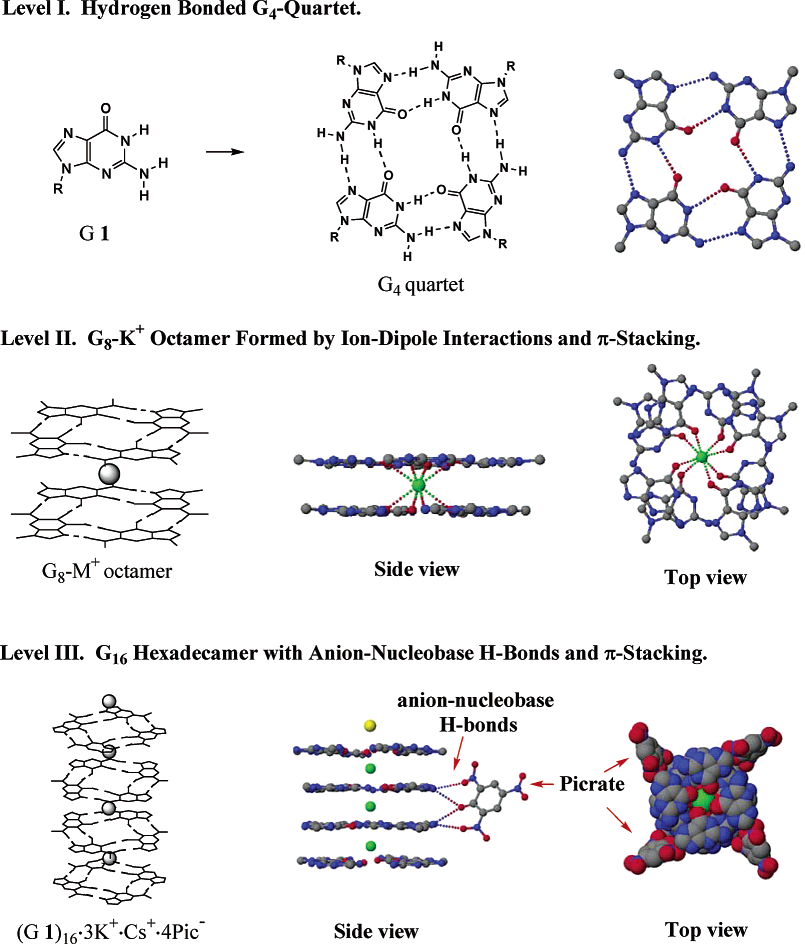 Level I. Hydrogen Bonded G₄-Quartet.
O
N
N
H
N
N
N
H
R
H
G 1
R
N
N
H
N
H
H
N
N
R
N
O
H
N
N
N
H
N
N
O
N
H
H
H
H
O
H
N
N
N
H
O
N
N
R
N
N
N
H
N
H
N
N
R
H
G₄ quartet
Level II. G₈-K⁺ Octamer Formed by Ion-Dipole Interactions and π-Stacking.
G₈-M⁺ octamer
Side view
Top view
Level III. G₁₆ Hexadecamer with Anion-Nucleobase H-Bonds and π-Stacking.
anion-nucleobase
H-bonds
Picrate
(G 1)₁₆·3K⁺·Cs⁺·4Pic⁻
Side view
Top view